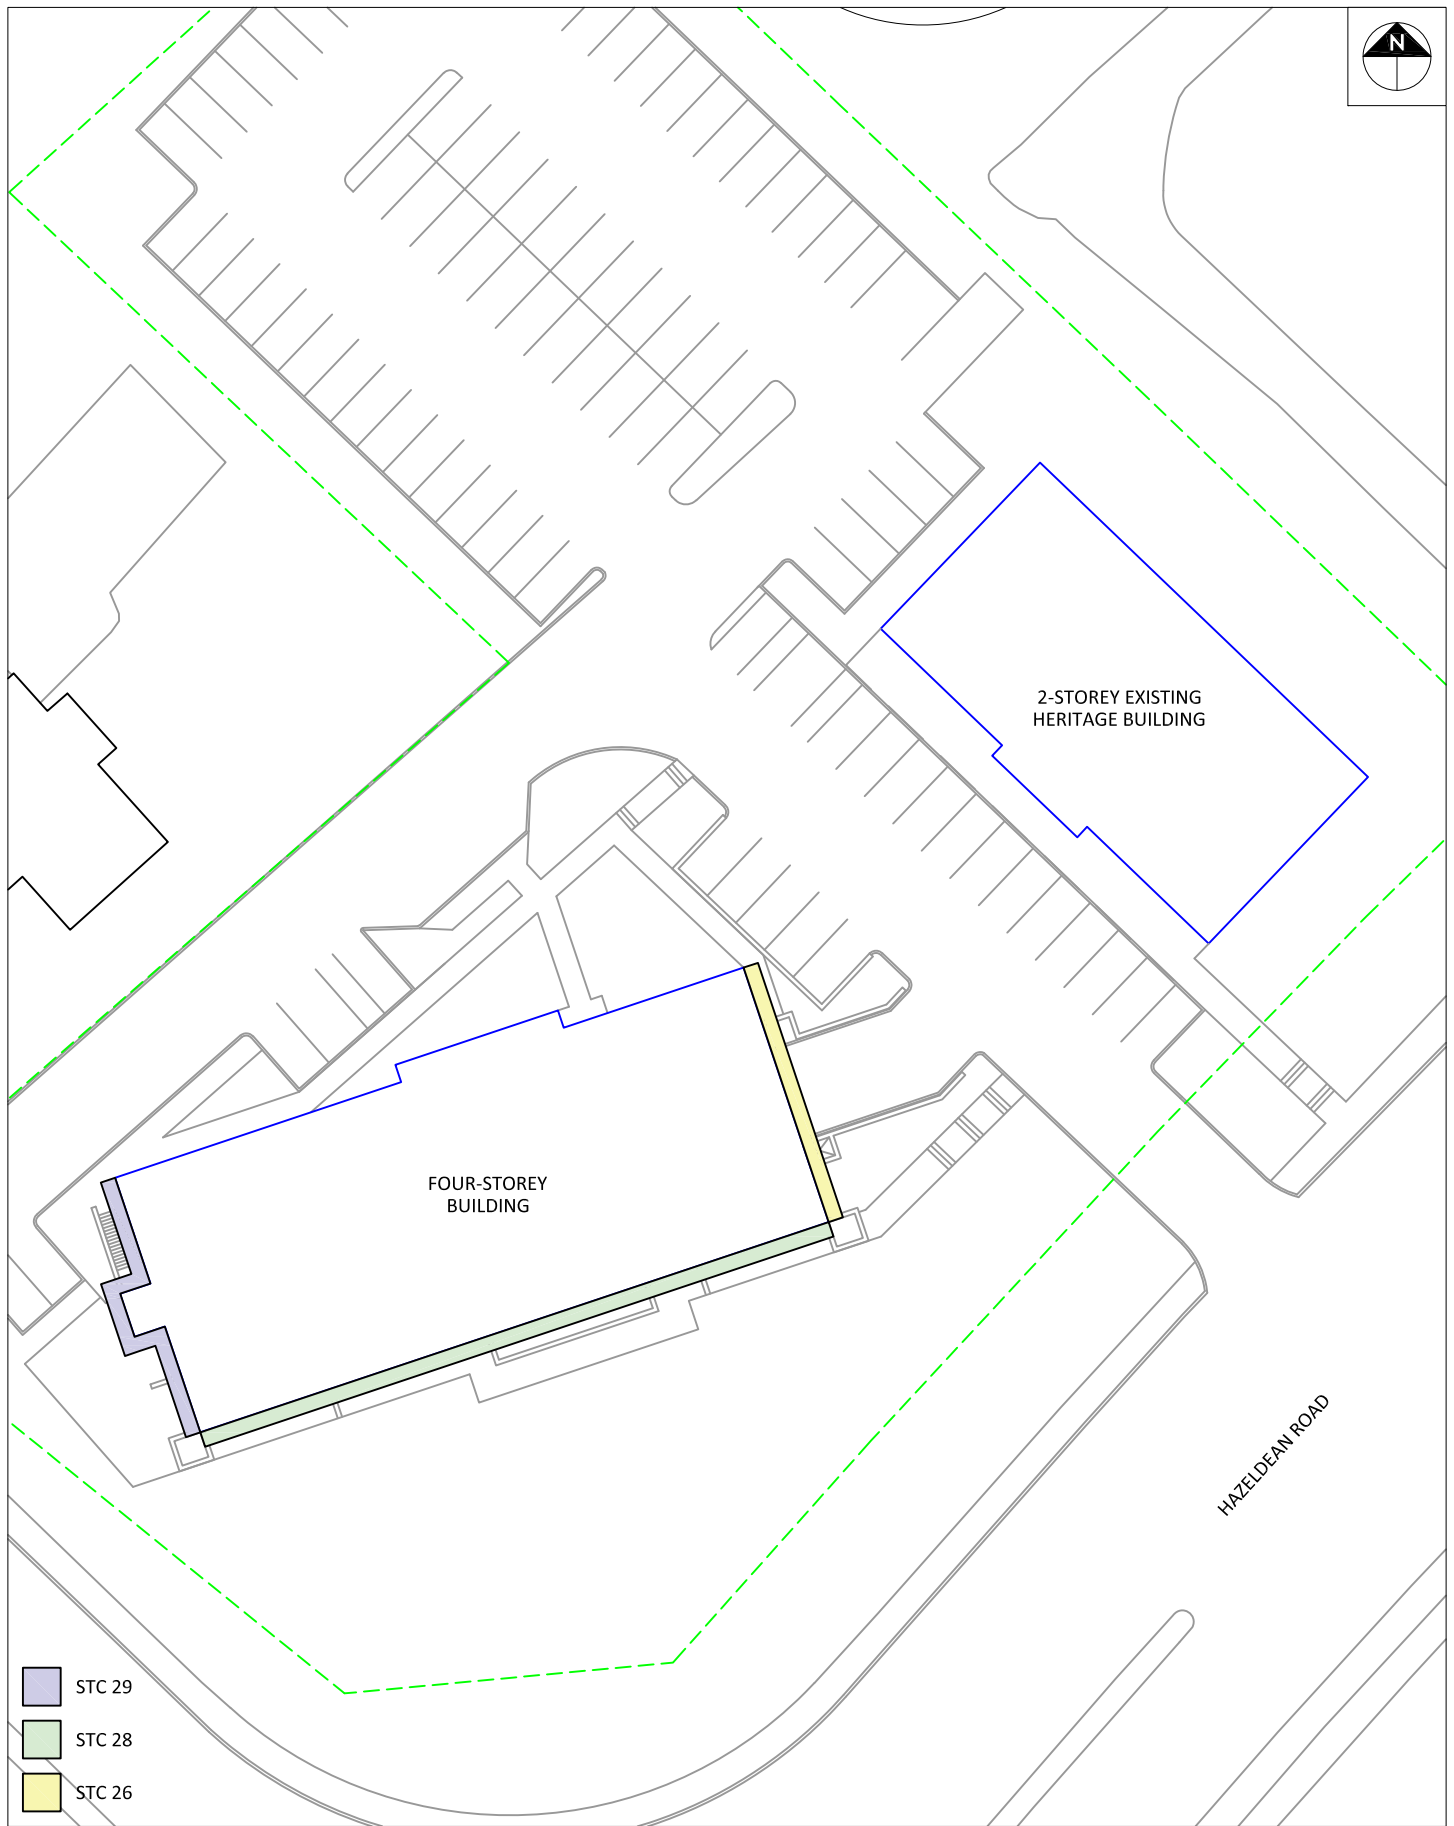 N
2-STOREY EXISTING
HERITAGE BUILDING
FOUR-STOREY
BUILDING
HAZELDEAN ROAD
STC 29
STC 28
STC 26